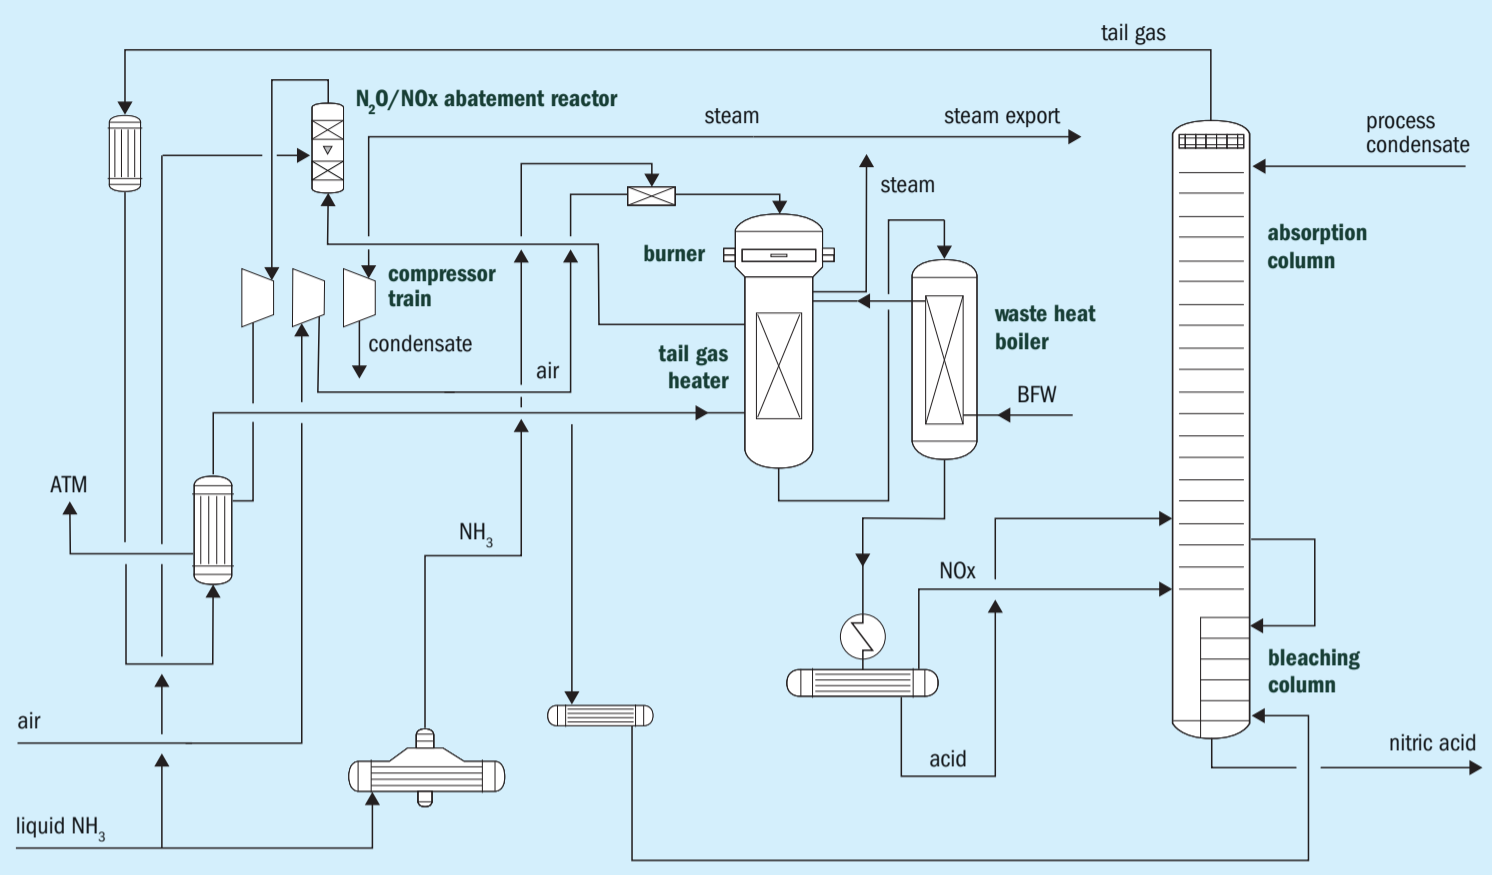 tail gas
N₂O/NOx abatement reactor
steam
steam export
process
condensate
steam
burner
absorption
column
compressor
train
condensate
waste heat
boiler
tail gas
heater
air
BFW
ATM
NH₃
NOx
bleaching
column
air
acid
nitric acid
liquid NH₃